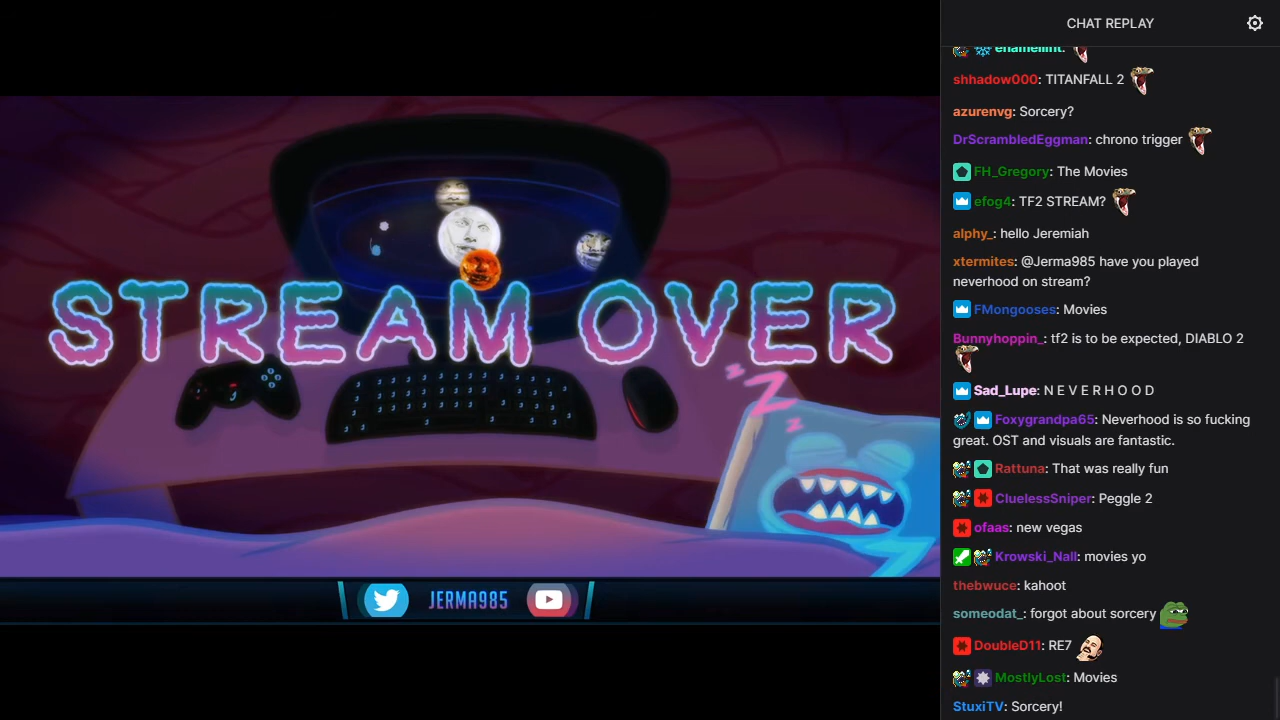 CHAT REPLAY
enamelint:
shhadow000: TITANFALL 2
azurenvg: Sorcery?
DrScrambledEggman: chrono trigger
FH_Gregory: The Movies
efog4: TF2 STREAM?
alphy_: hello Jeremiah
xtermites: @Jerma985 have you played
neverhood on stream?
FMongooses: Movies
Bunnyhoppin_: tf2 is to be expected, DIABLO 2
Sad_Lupe: N E V E R H O O D
Foxygrandpa65: Neverhood is so fucking
great. OST and visuals are fantastic.
Rattuna: That was really fun
CluelessSniper: Peggle 2
ofaas: new vegas
Krowski_Nall: movies yo
thebwuce: kahoot
someodat_: forgot about sorcery
DoubleD11: RE7
MostlyLost: Movies
StuxiTV: Sorcery!
STREAM OVER
z
Z
z
JERMA985